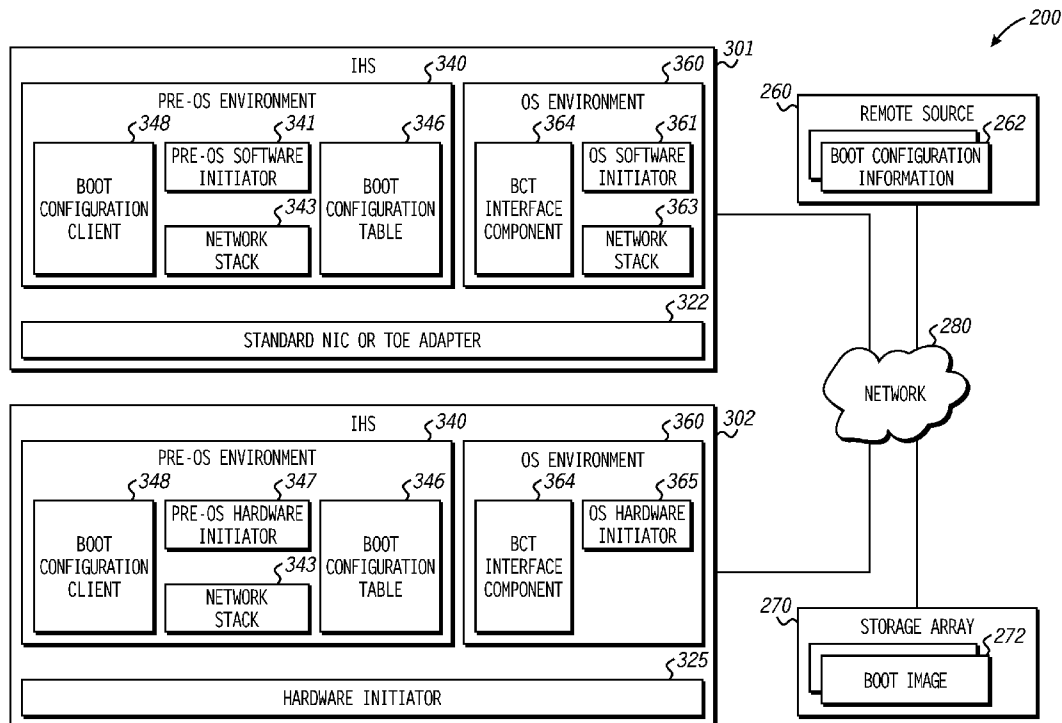 200
IHS
301
340
PRE-OS ENVIRONMENT
348
BOOT
CONFIGURATION
CLIENT
341
PRE-OS SOFTWARE
INITIATOR
343
NETWORK
STACK
346
BOOT
CONFIGURATION
TABLE
360
OS ENVIRONMENT
364
BCT
INTERFACE
COMPONENT
361
OS SOFTWARE
INITIATOR
363
NETWORK
STACK
322
STANDARD NIC OR TOE ADAPTER
260
REMOTE SOURCE
262
BOOT CONFIGURATION
INFORMATION
280
NETWORK
IHS
302
340
PRE-OS ENVIRONMENT
348
BOOT
CONFIGURATION
CLIENT
347
PRE-OS HARDWARE
INITIATOR
343
NETWORK
STACK
346
BOOT
CONFIGURATION
TABLE
360
OS ENVIRONMENT
364
BCT
INTERFACE
COMPONENT
365
OS HARDWARE
INITIATOR
325
HARDWARE INITIATOR
270
STORAGE ARRAY
272
BOOT IMAGE